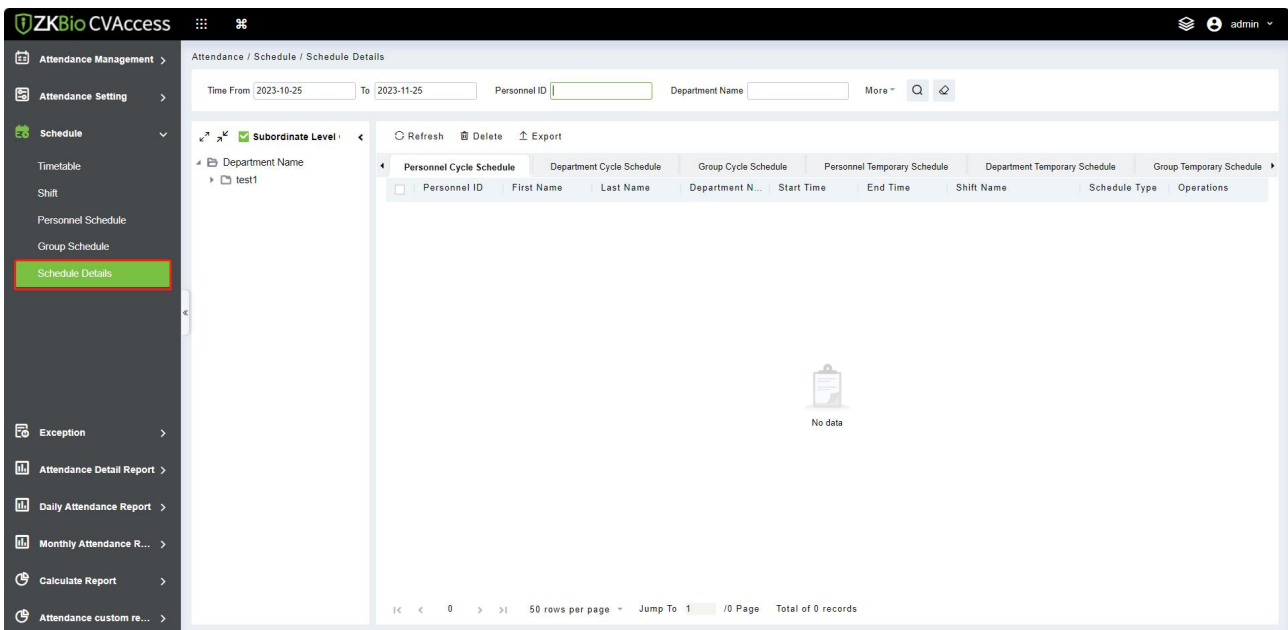 ZKBio CVAccess
admin
Attendance Management
Attendance Setting
Schedule
Timetable
Shift
Personnel Schedule
Group Schedule
Schedule Details
Exception
Attendance Detail Report
Daily Attendance Report
Monthly Attendance R...
Calculate Report
Attendance custom re...
Attendance / Schedule / Schedule Details
Time From 2023-10-25 To 2023-11-25 Personnel ID Department Name More
Subordinate Level
Department Name
test1
Refresh Delete Export
Personnel Cycle Schedule Department Cycle Schedule Group Cycle Schedule Personnel Temporary Schedule Department Temporary Schedule Group Temporary Schedule
Personnel ID First Name Last Name Department N... Start Time End Time Shift Name Schedule Type Operations
No data
0 50 rows per page Jump To 1 /0 Page Total of 0 records